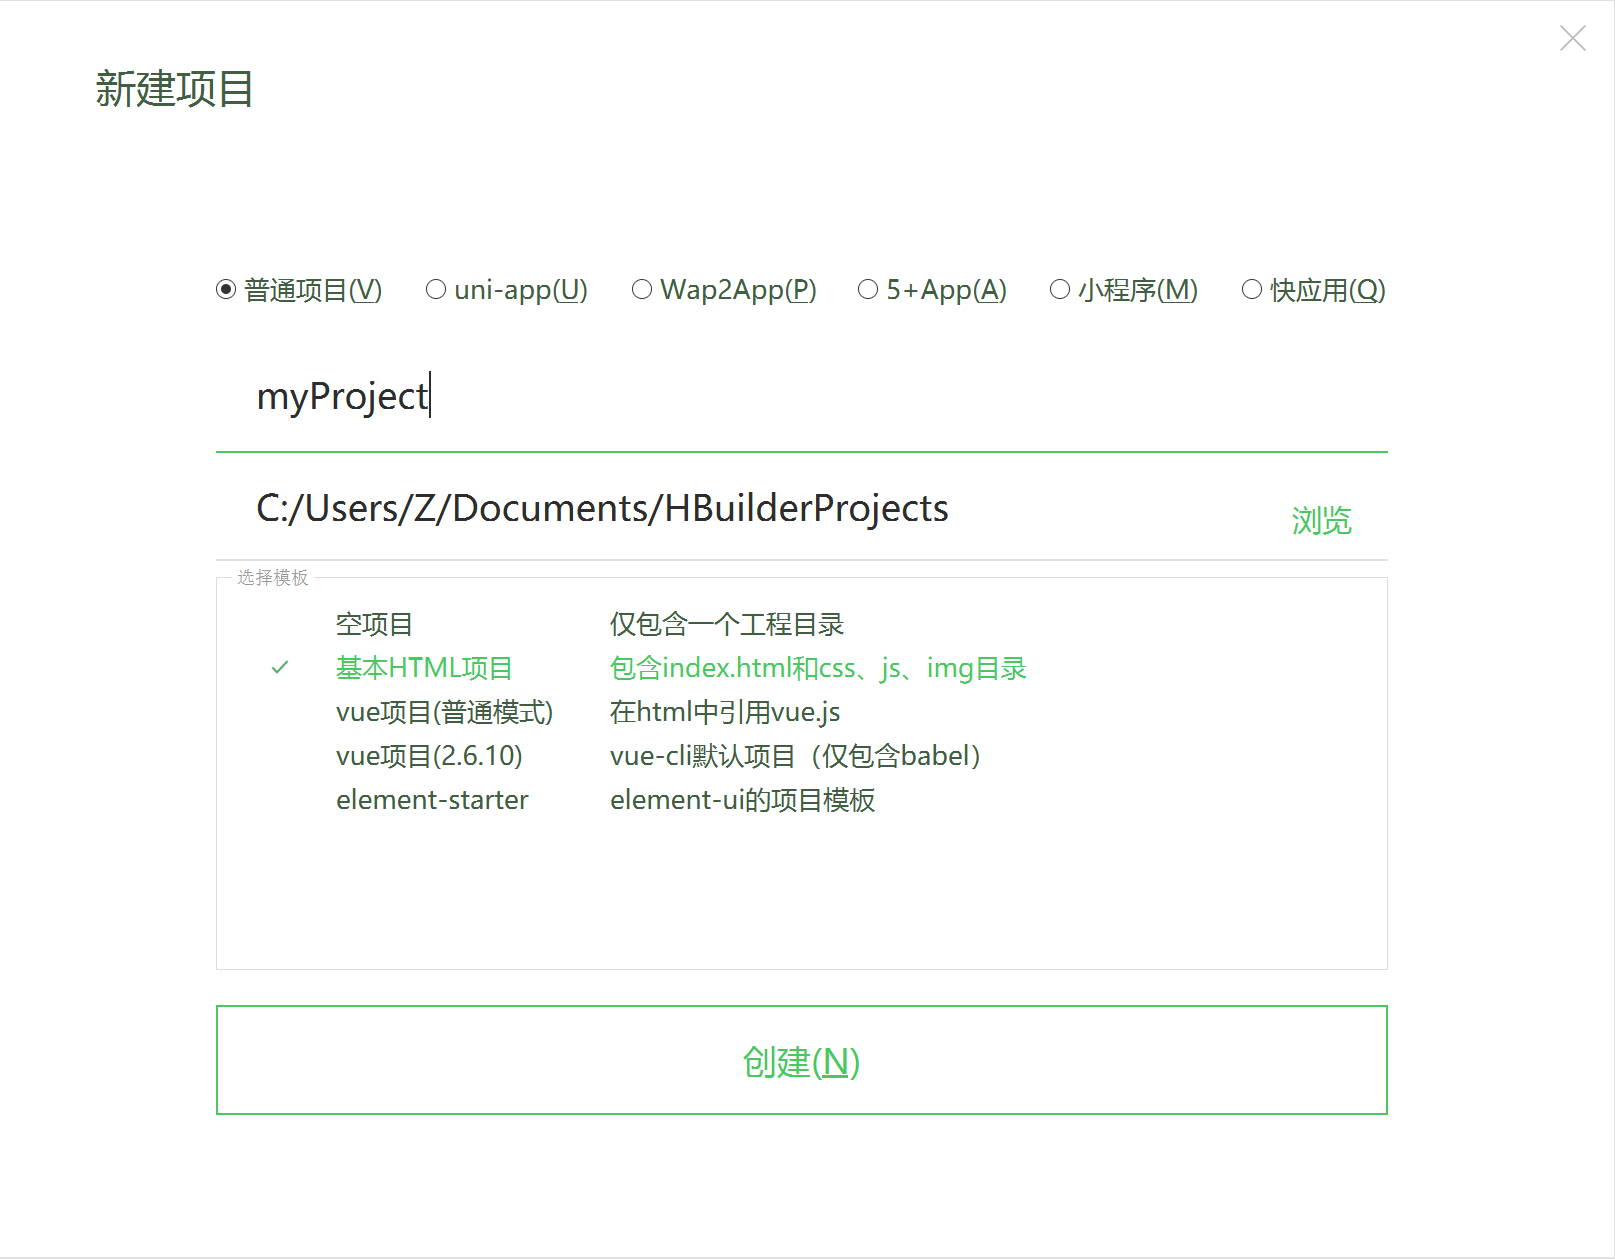 新建项目
普通项目(V) uni-app(U) Wap2App(P) 5+App(A) 小程序(M) 快应用(Q)
myProject
C:/Users/Z/Documents/HBuilderProjects 浏览
选择模板
空项目 仅包含一个工程目录
基本HTML项目 包含index.html和css、js、img目录
vue项目(普通模式) 在html中引用vue.js
vue项目(2.6.10) vue-cli默认项目（仅包含babel）
element-starter element-ui的项目模板
创建(N)